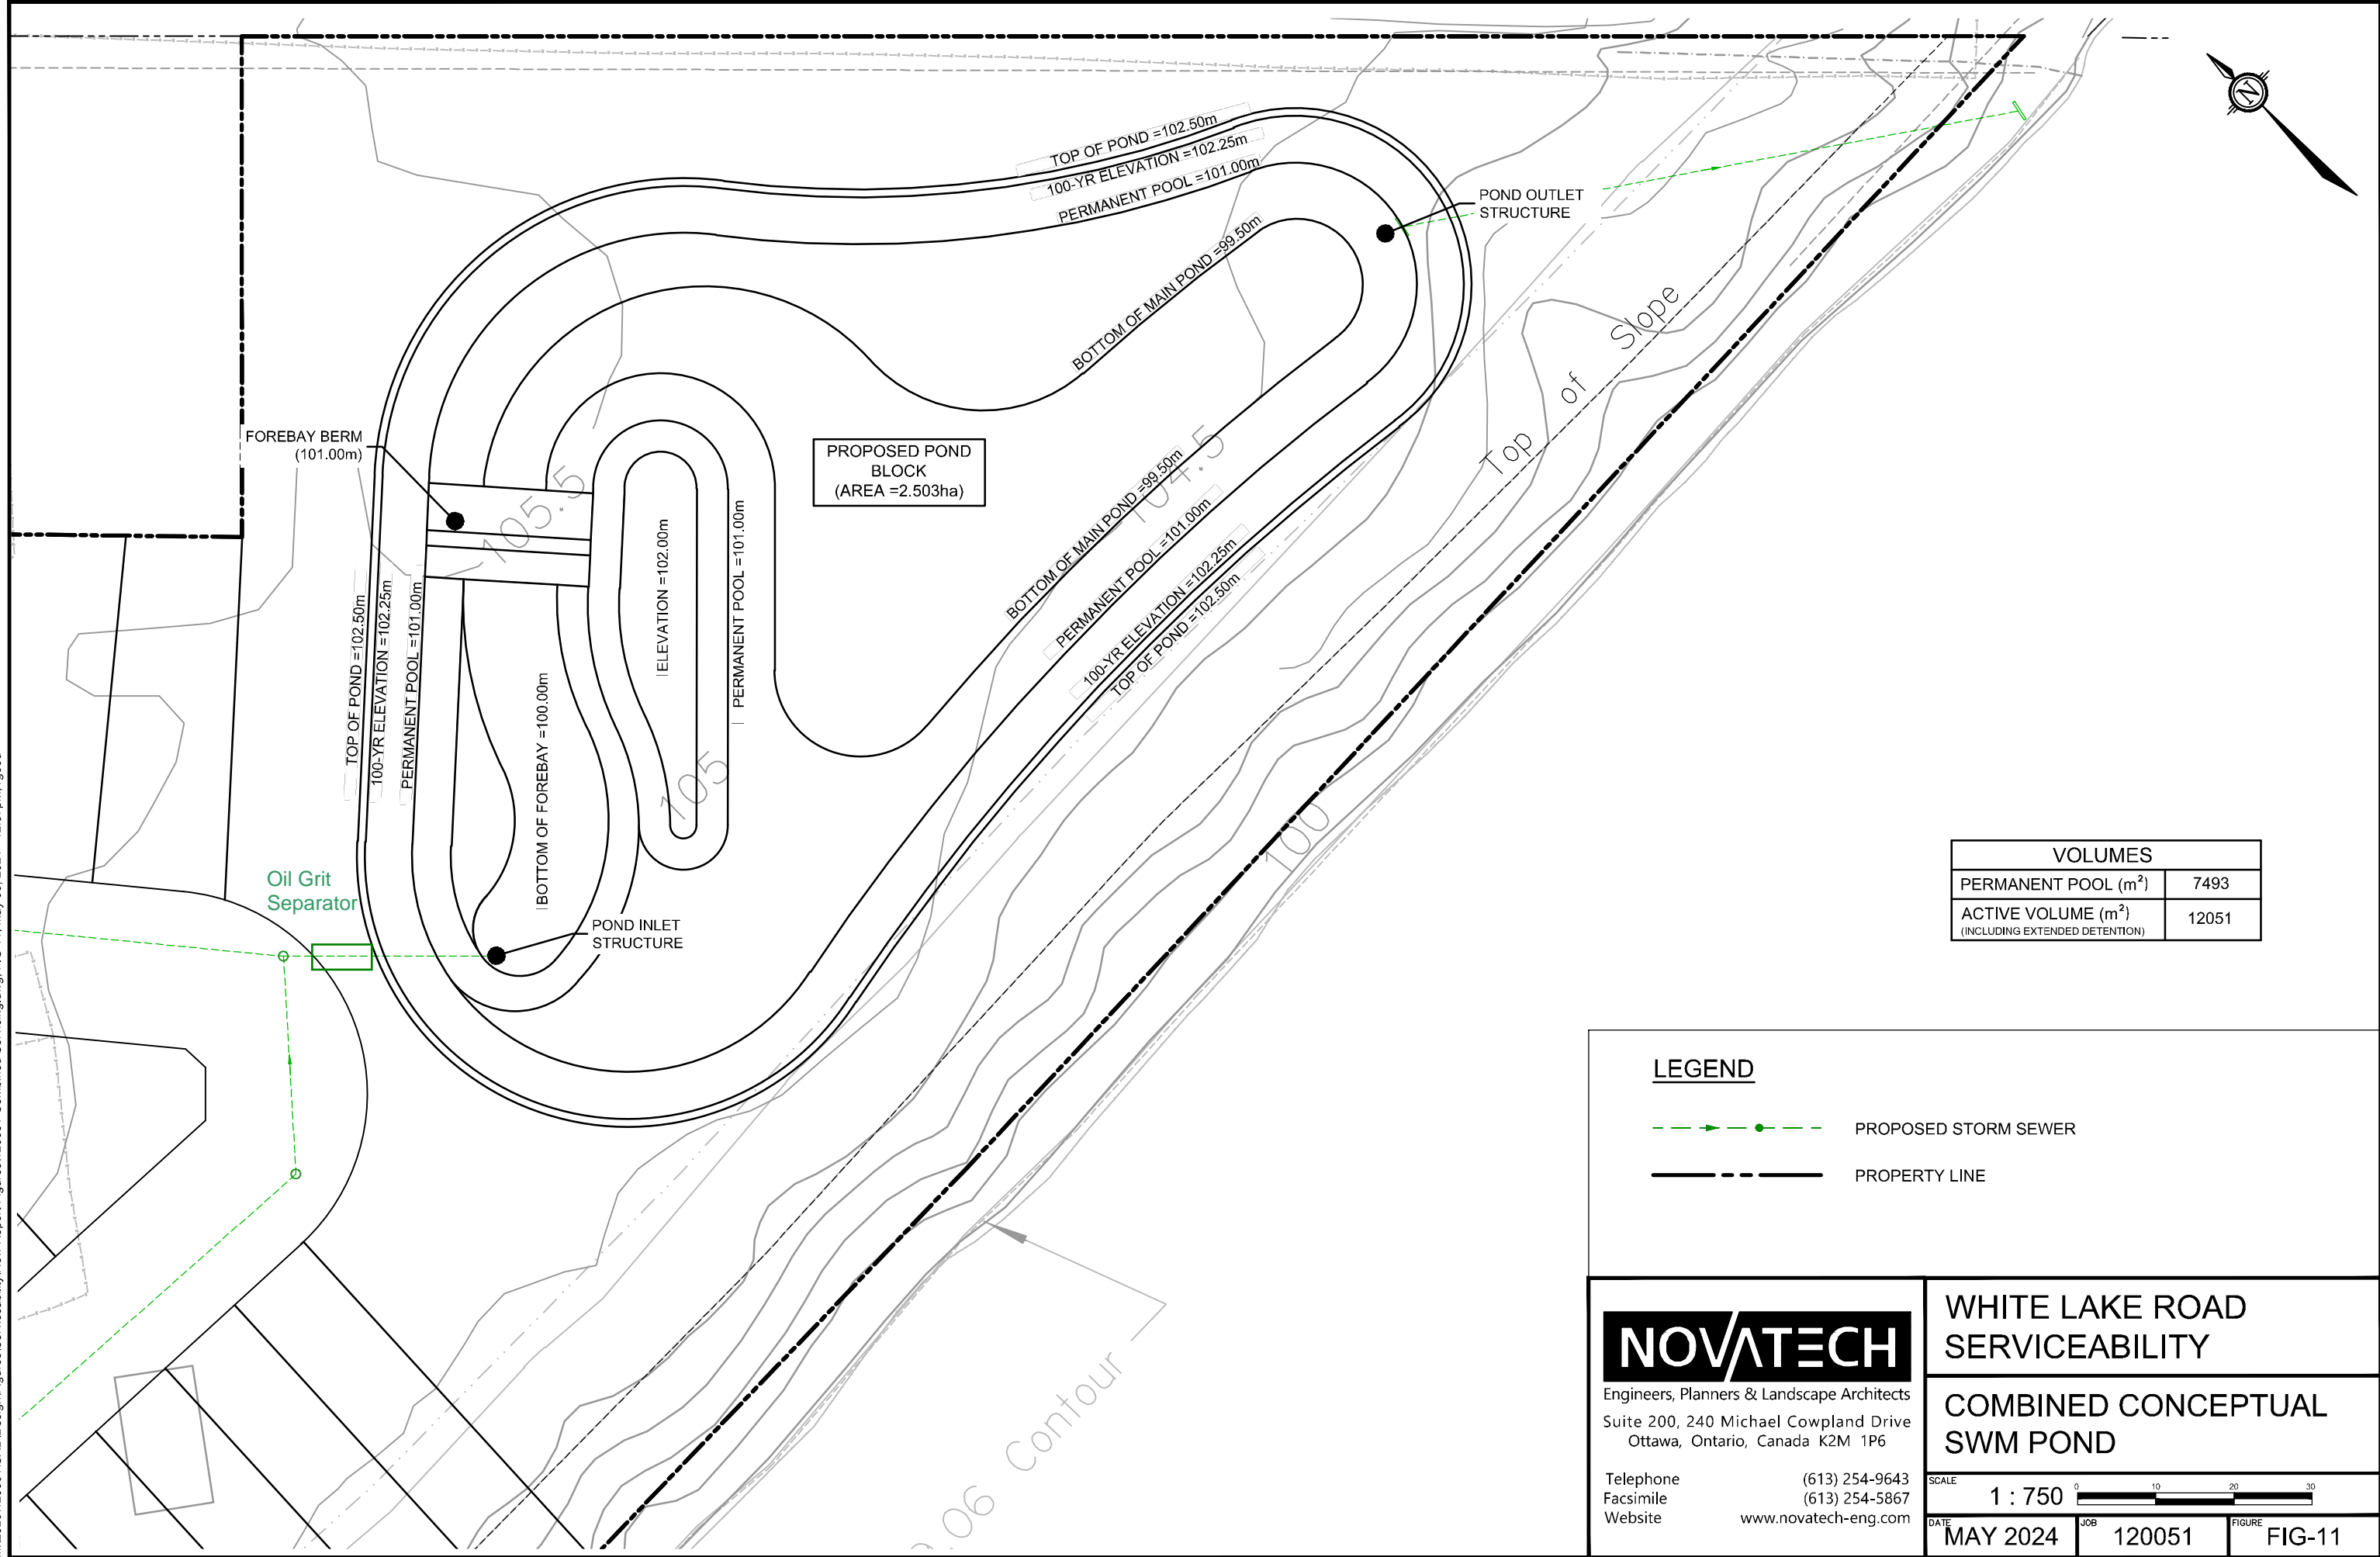 TOP OF POND =102.50m
100-YR ELEVATION =102.25m
PERMANENT POOL =101.00m
N
POND OUTLET
STRUCTURE
BOTTOM OF MAIN POND =99.50m
Top of Slope
FOREBAY BERM
(101.00m)
PROPOSED POND
BLOCK
(AREA =2.503ha)
105.5
104.5
BOTTOM OF MAIN POND =99.50m
PERMANENT POOL =101.00m
100-YR ELEVATION =102.25m
TOP OF POND =102.50m
TOP OF POND =102.50m
100-YR ELEVATION =102.25m
PERMANENT POOL =101.00m
BOTTOM OF FOREBAY =100.00m
ELEVATION =102.00m
PERMANENT POOL =101.00m
105
100
Oil Grit
Separator
POND INLET
STRUCTURE
VOLUMES
PERMANENT POOL (m²) 7493
ACTIVE VOLUME (m²) 12051
(INCLUDING EXTENDED DETENTION)
LEGEND
PROPOSED STORM SEWER
PROPERTY LINE
.06 Contour
NOVATECH
Engineers, Planners & Landscape Architects
Suite 200, 240 Michael Cowpland Drive
Ottawa, Ontario, Canada K2M 1P6
Telephone (613) 254-9643
Facsimile (613) 254-5867
Website www.novatech-eng.com
WHITE LAKE ROAD
SERVICEABILITY
COMBINED CONCEPTUAL
SWM POND
SCALE
1 : 750
0 10 20 30
DATE MAY 2024
JOB 120051
FIGURE FIG-11